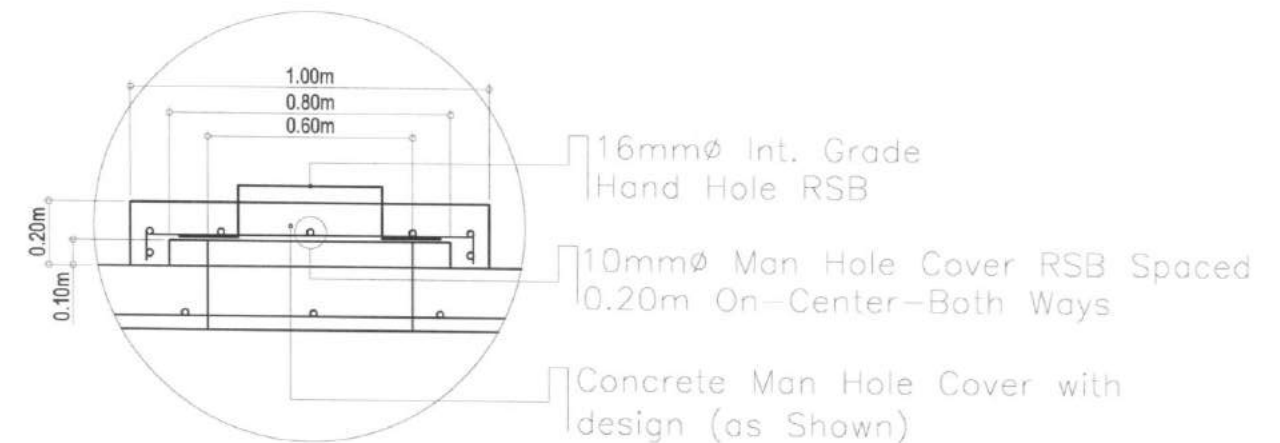 1.00m
0.80m
0.60m
0.20m
0.10m
16mmØ Int. Grade
Hand Hole RSB
10mmØ Man Hole Cover RSB Spaced
0.20m On-Center-Both Ways
Concrete Man Hole Cover with
design (as Shown)